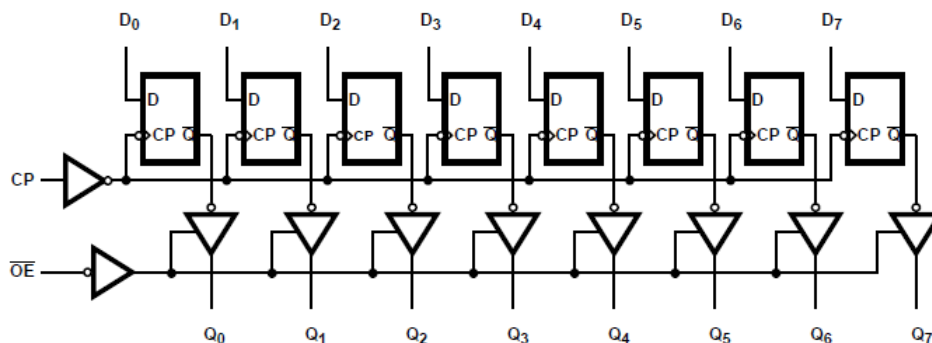 D0 D1 D2 D3 D4 D5 D6 D7
D D D D D D D D
CP Q̅ CP Q̅ CP Q̅ CP Q̅ CP Q̅ CP Q̅ CP Q̅ CP Q̅
CP
O̅E̅
Q0 Q1 Q2 Q3 Q4 Q5 Q6 Q7